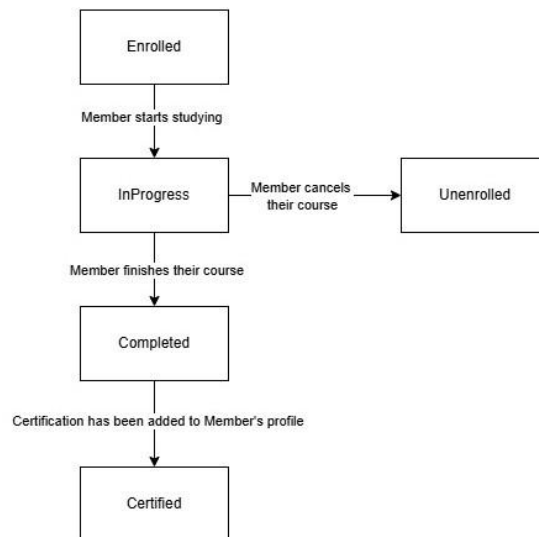 Enrolled
Member starts studying
InProgress
Member cancels
their course
Unenrolled
Member finishes their course
Completed
Certification has been added to Member's profile
Certified